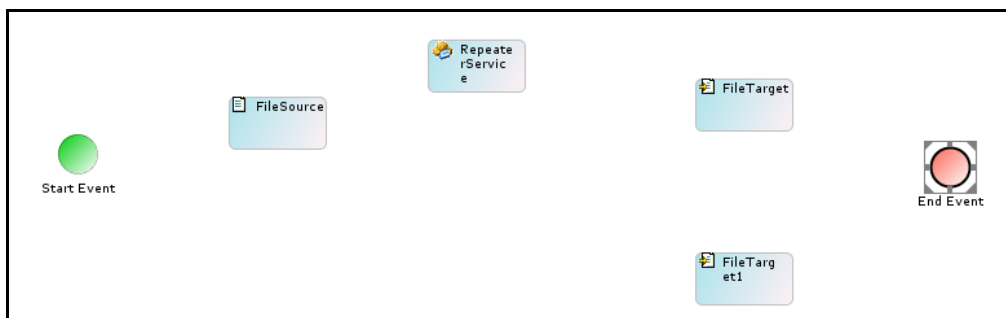 Repeate
rServic
e
FileSource
FileTarget
Start Event
End Event
FileTarg
et1